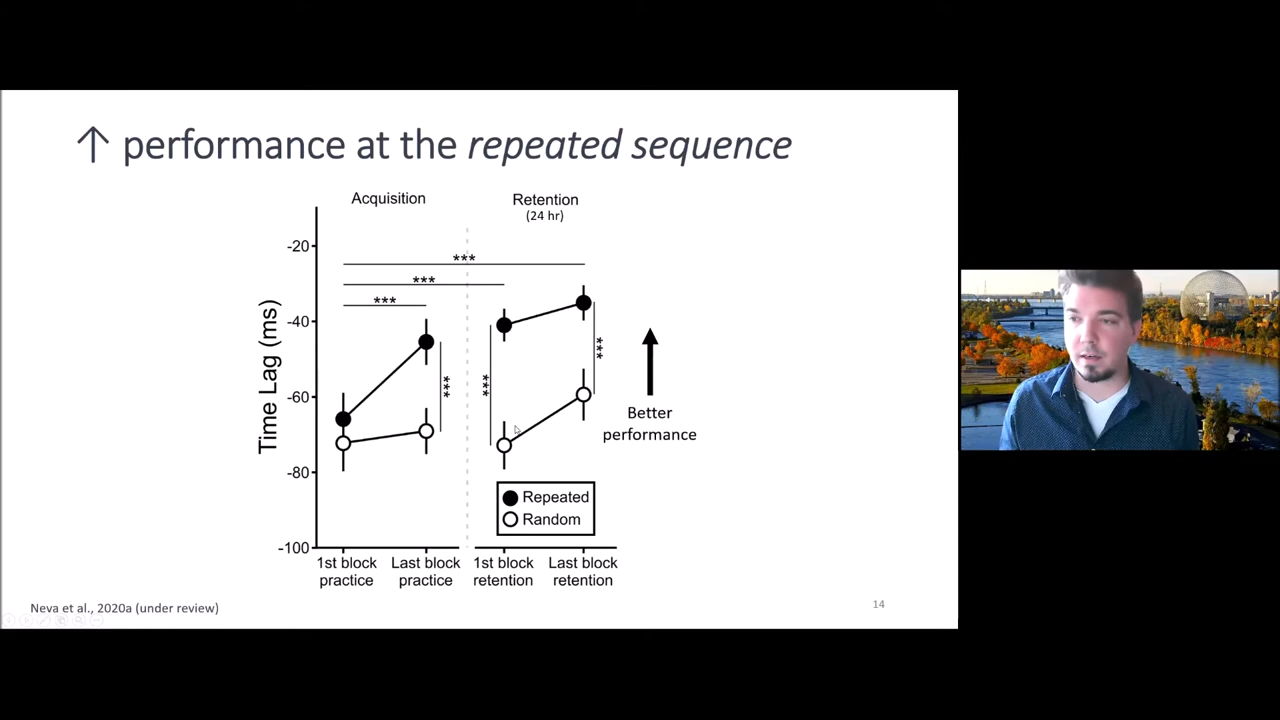 ↑ performance at the repeated sequence
Acquisition
Retention
(24 hr)
Time Lag (ms)
-20
-40
-60
-80
-100
***
***
***
***
***
***
Better
performance
Repeated
Random
1st block
practice
Last block
practice
1st block
retention
Last block
retention
Neva et al., 2020a (under review)
14